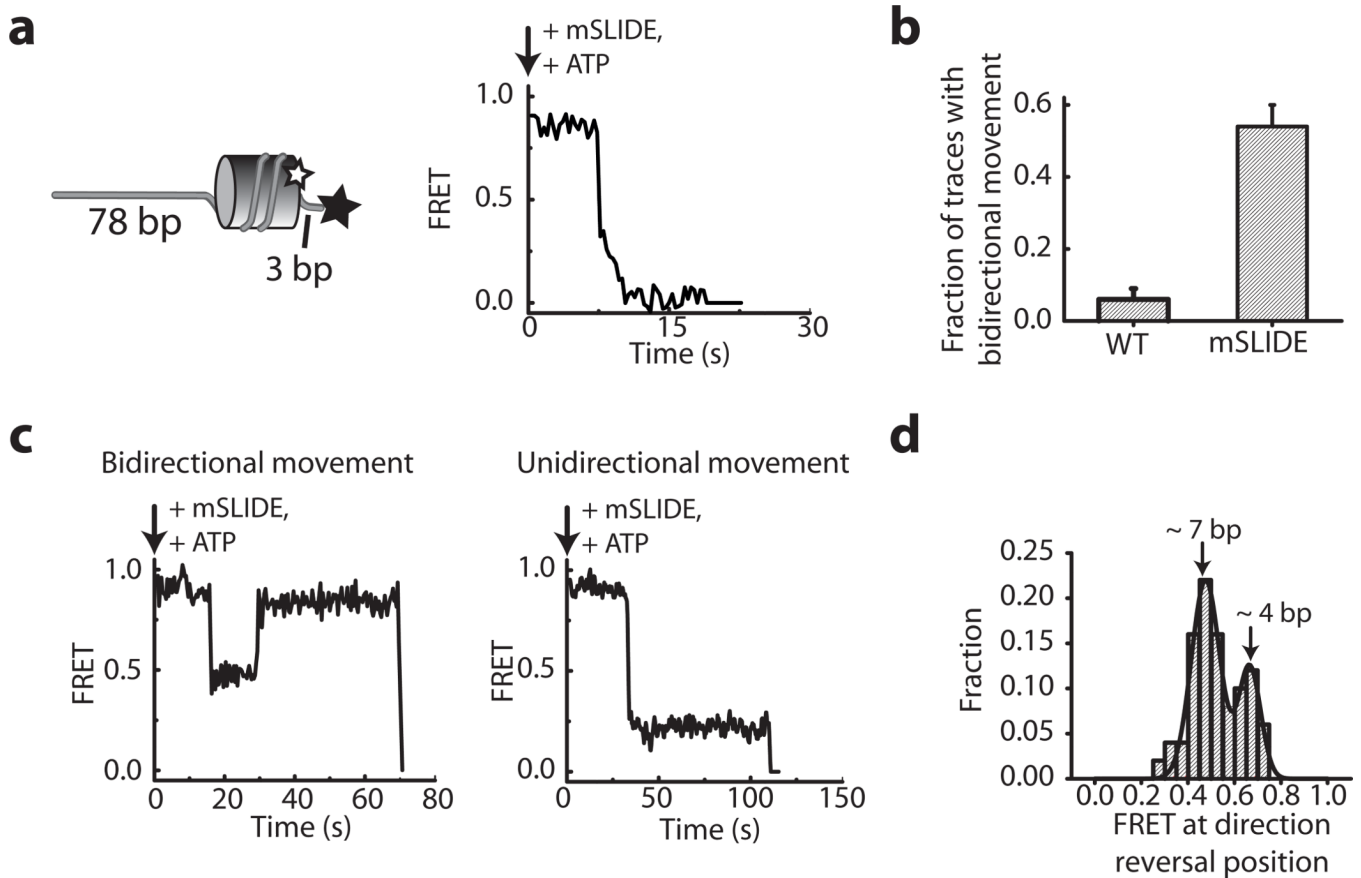 a
+ mSLIDE,
+ ATP
1.0
0.5
0.0
FRET
0
15
30
Time (s)
78 bp
3 bp
b
Fraction of traces with
bidirectional movement
0.6
0.4
0.2
0.0
WT
mSLIDE
c
Bidirectional movement
+ mSLIDE,
+ ATP
1.0
0.5
0.0
FRET
0
20
40
60
80
Time (s)
Unidirectional movement
+ mSLIDE,
+ ATP
1.0
0.5
0.0
FRET
0
50
100
150
Time (s)
d
~ 7 bp
~ 4 bp
0.25
0.20
0.15
0.10
0.05
0.00
Fraction
0.0
0.2
0.4
0.6
0.8
1.0
FRET at direction
reversal position